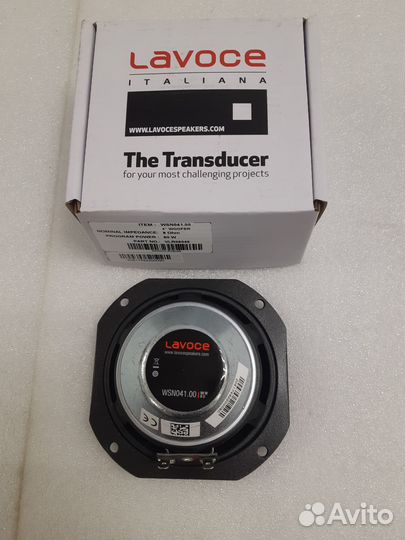 LAVOCE
ITALIANA
WWW.LAVOCESPEAKERS.COM
The Transducer
for your most challenging projects
ITEM : WSN041.00
4" WOOFER
NOMINAL IMPEDANCE: 8 Ohm
PROGRAM POWER : 80 W
PART NO.:
LAVOCE
www.lavocespeakers.com
WSN041.00
CE
Avito